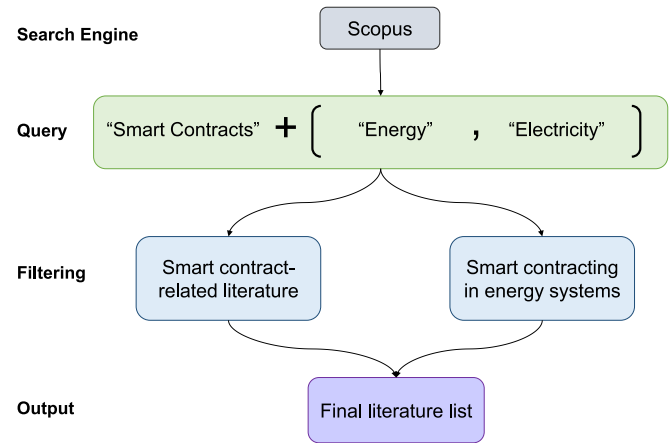 Search Engine
Scopus
Query
“Smart Contracts” + [ “Energy” , “Electricity” ]
Filtering
Smart contract-
related literature
Smart contracting
in energy systems
Output
Final literature list